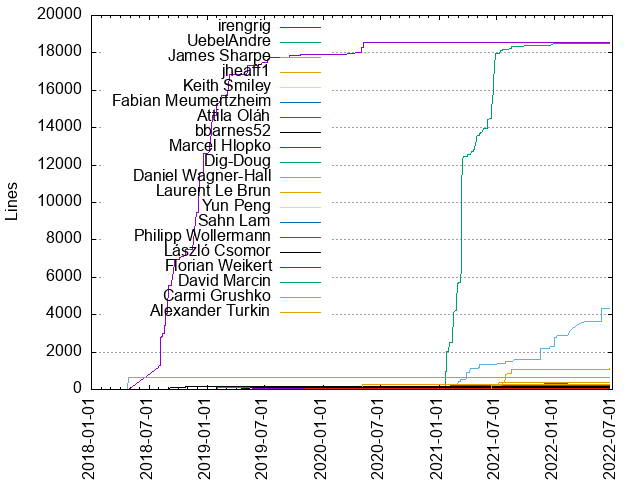 20000
18000
16000
14000
12000
10000
8000
6000
4000
2000
0
Lines
irengrig
UebelAndre
James Sharpe
jheaff1
Keith Smiley
Fabian Meumertzheim
Attila Oláh
bbarnes52
Marcel Hlopko
Dig-Doug
Daniel Wagner-Hall
Laurent Le Brun
Yun Peng
Sahn Lam
Philipp Wollermann
László Csomor
Florian Weikert
David Marcin
Carmi Grushko
Alexander Turkin
2018-01-01
2018-07-01
2019-01-01
2019-07-01
2020-01-01
2020-07-01
2021-01-01
2021-07-01
2022-01-01
2022-07-01